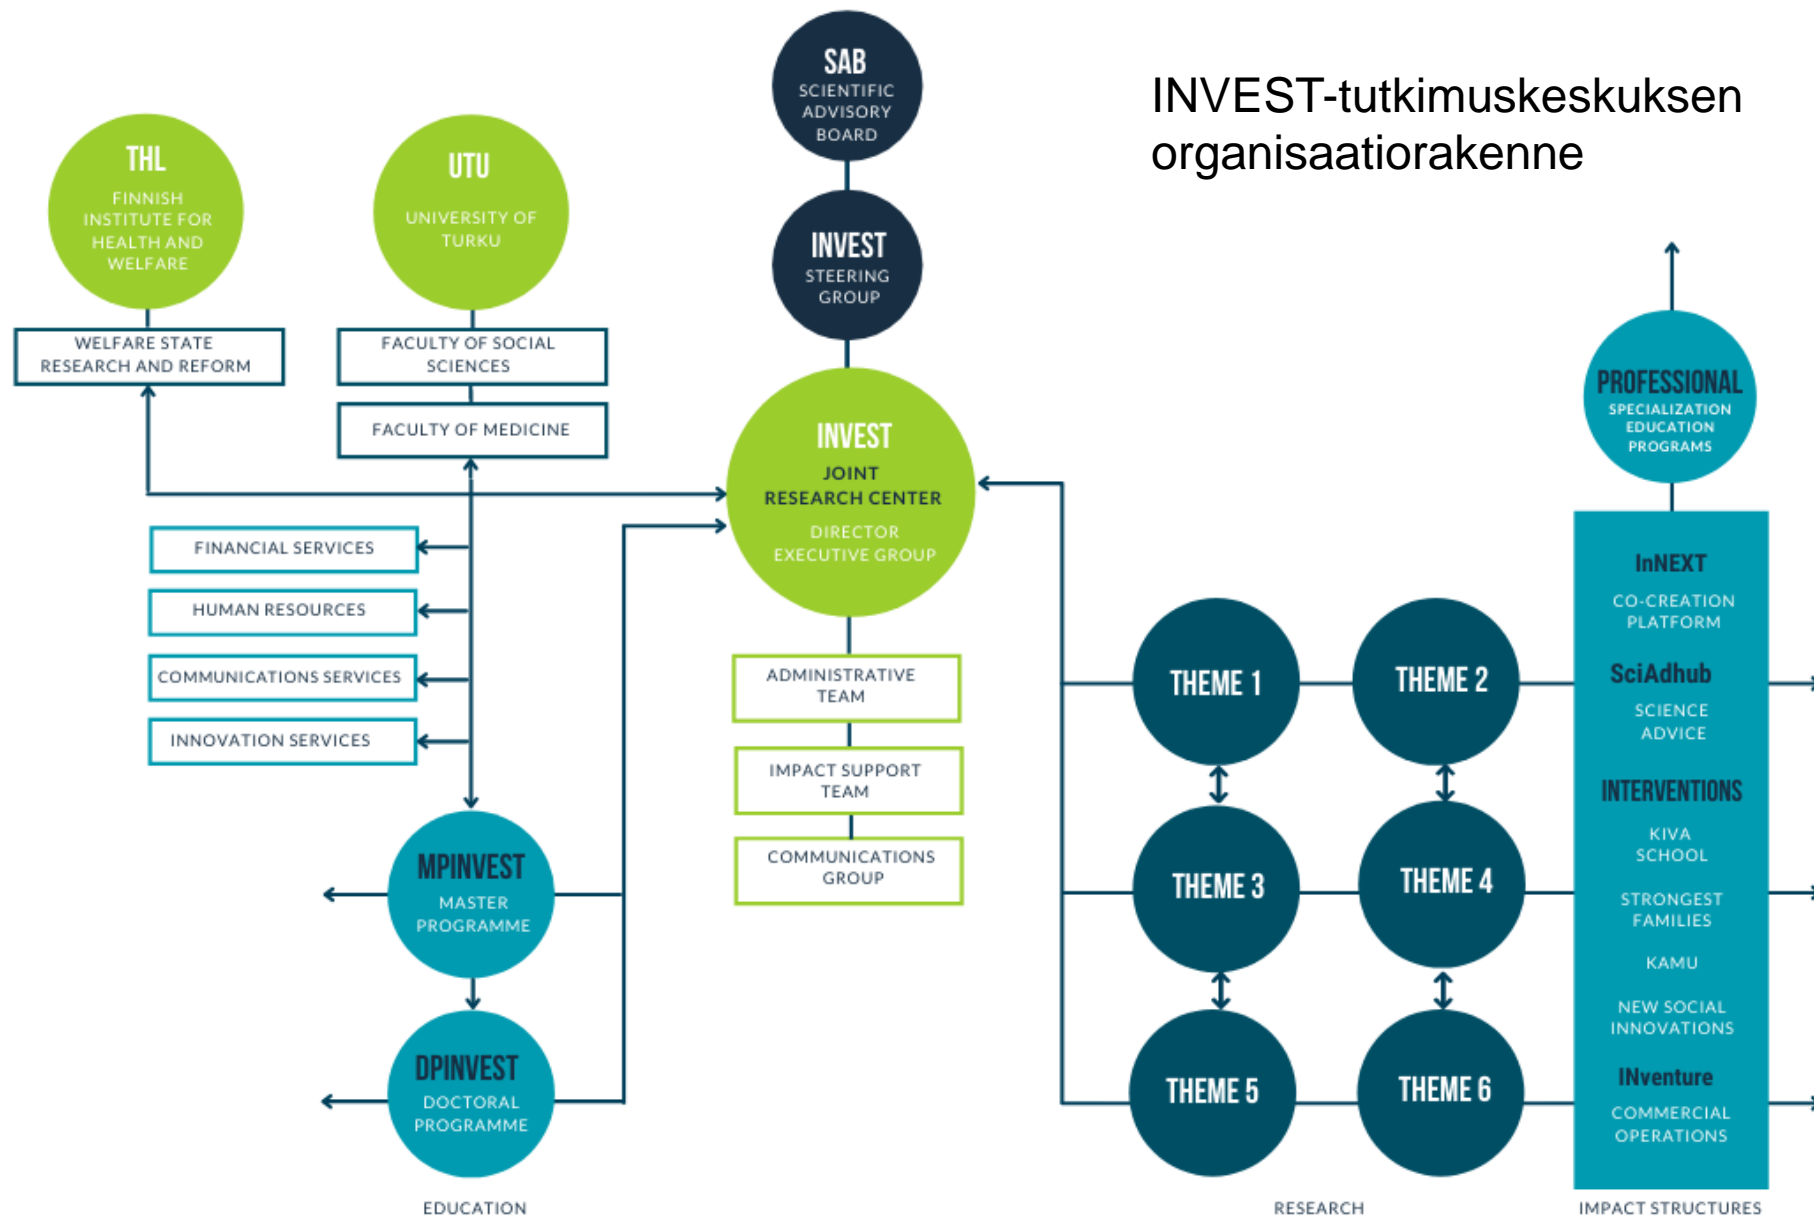 INVEST-tutkimuskeskuksen
organisaatiorakenne
SAB
SCIENTIFIC
ADVISORY
BOARD
THL
FINNISH
INSTITUTE FOR
HEALTH AND
WELFARE
UTU
UNIVERSITY OF
TURKU
INVEST
STEERING
GROUP
WELFARE STATE
RESEARCH AND REFORM
FACULTY OF SOCIAL
SCIENCES
FACULTY OF MEDICINE
INVEST
JOINT
RESEARCH CENTER
DIRECTOR
EXECUTIVE GROUP
FINANCIAL SERVICES
HUMAN RESOURCES
COMMUNICATIONS SERVICES
INNOVATION SERVICES
ADMINISTRATIVE
TEAM
IMPACT SUPPORT
TEAM
COMMUNICATIONS
GROUP
MPINVEST
MASTER
PROGRAMME
DPINVEST
DOCTORAL
PROGRAMME
EDUCATION
THEME 1
THEME 2
THEME 3
THEME 4
THEME 5
THEME 6
RESEARCH
PROFESSIONAL
SPECIALIZATION
EDUCATION
PROGRAMS
InNEXT
CO-CREATION
PLATFORM
SciAdhub
SCIENCE
ADVICE
INTERVENTIONS
KIVA
SCHOOL
STRONGEST
FAMILIES
KAMU
NEW SOCIAL
INNOVATIONS
INventure
COMMERCIAL
OPERATIONS
IMPACT STRUCTURES